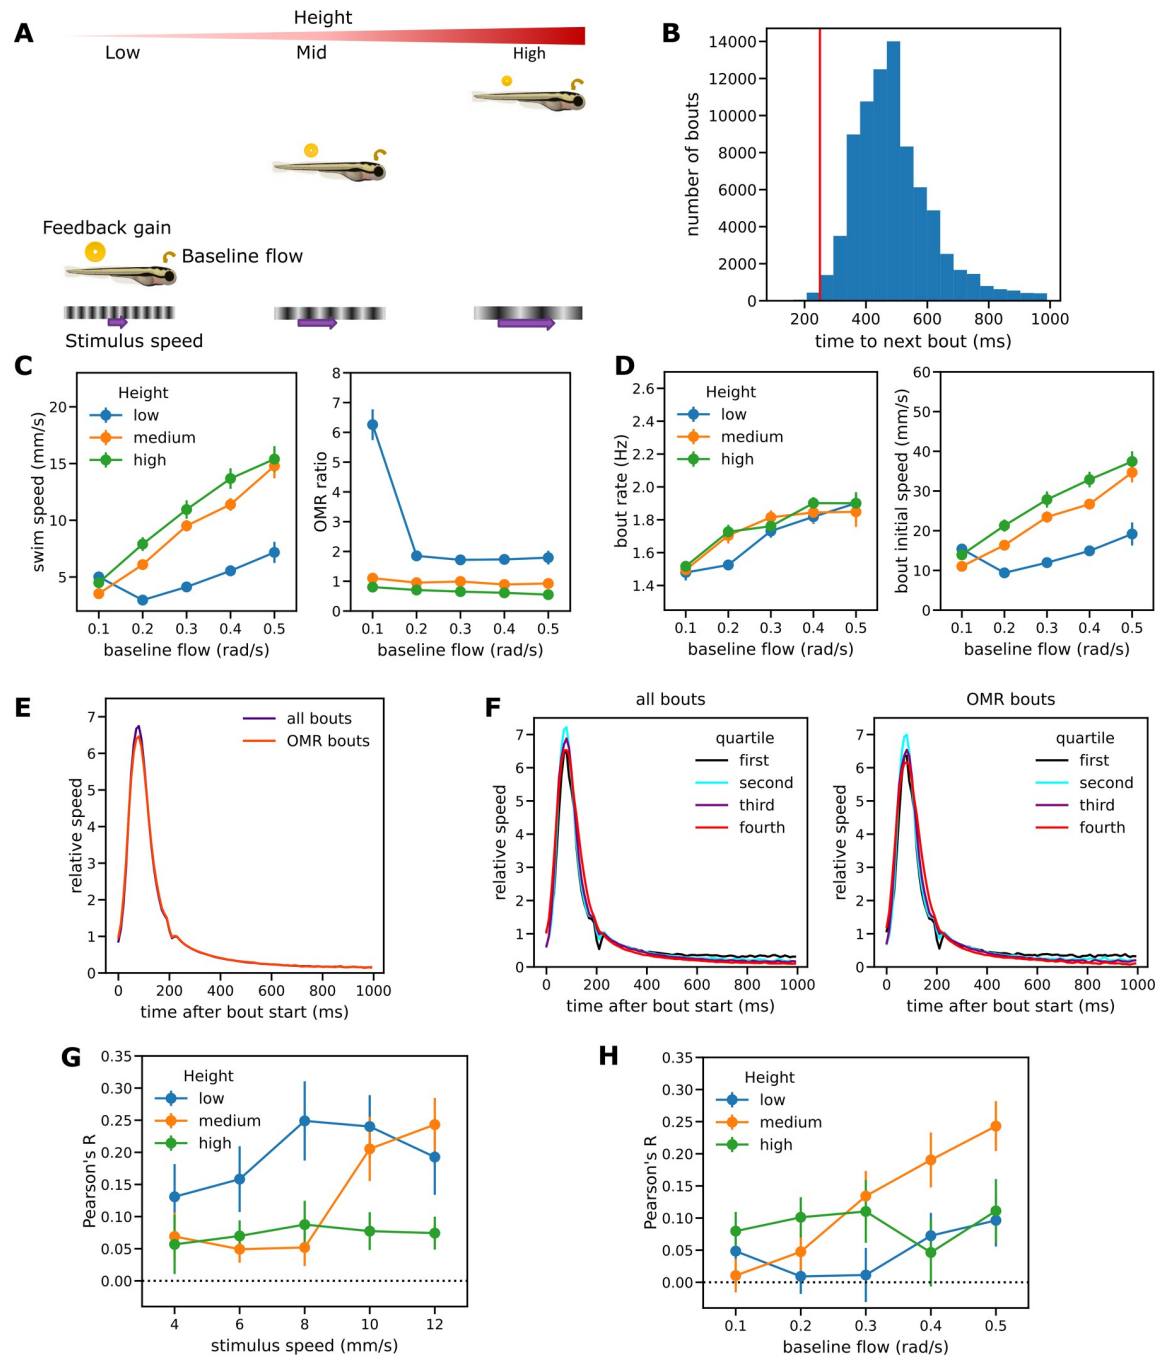 A
Height
Low
Mid
High
Feedback gain
Baseline flow
Stimulus speed
B
14000
12000
10000
8000
6000
4000
2000
0
number of bouts
200 400 600 800 1000
time to next bout (ms)
C
20
15
10
5
swim speed (mm/s)
Height
low
medium
high
0.1 0.2 0.3 0.4 0.5
baseline flow (rad/s)
8
7
6
5
4
3
2
1
0
OMR ratio
0.1 0.2 0.3 0.4 0.5
baseline flow (rad/s)
D
2.6
2.4
2.2
2.0
1.8
1.6
1.4
bout rate (Hz)
Height
low
medium
high
0.1 0.2 0.3 0.4 0.5
baseline flow (rad/s)
60
50
40
30
20
10
0
bout initial speed (mm/s)
0.1 0.2 0.3 0.4 0.5
baseline flow (rad/s)
E
7
6
5
4
3
2
1
0
relative speed
all bouts
OMR bouts
0 200 400 600 800 1000
time after bout start (ms)
F
all bouts
7
6
5
4
3
2
1
0
relative speed
quartile
first
second
third
fourth
0 200 400 600 800 1000
time after bout start (ms)
OMR bouts
7
6
5
4
3
2
1
0
relative speed
quartile
first
second
third
fourth
0 200 400 600 800 1000
time after bout start (ms)
G
0.35
0.30
0.25
0.20
0.15
0.10
0.05
0.00
Pearson's R
Height
low
medium
high
4 6 8 10 12
stimulus speed (mm/s)
H
0.35
0.30
0.25
0.20
0.15
0.10
0.05
0.00
Pearson's R
Height
low
medium
high
0.1 0.2 0.3 0.4 0.5
baseline flow (rad/s)